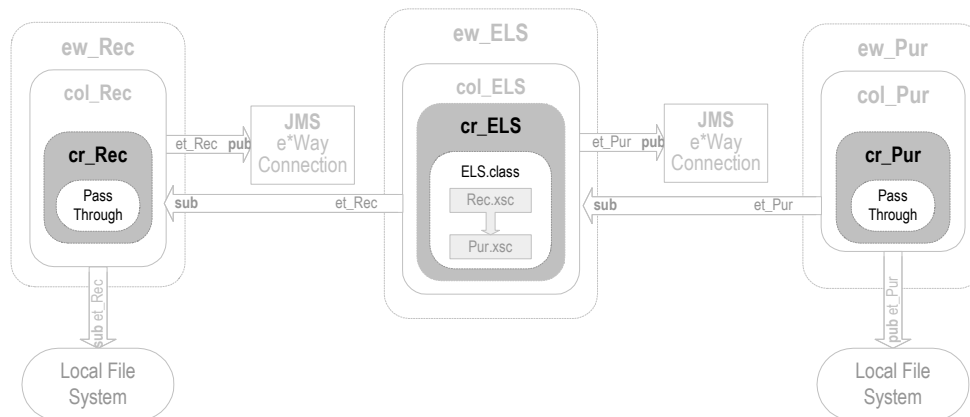 ew_Rec
col_Rec
cr_Rec
Pass
Through
et_Rec pub
JMS
e*Way
Connection
sub et_Rec
sub et_Rec
Local File
System
ew_ELS
col_ELS
cr_ELS
ELS.class
Rec.xsc
Pur.xsc
et_Pur pub
JMS
e*Way
Connection
sub et_Pur
ew_Pur
col_Pur
cr_Pur
Pass
Through
pub et_Pur
Local File
System